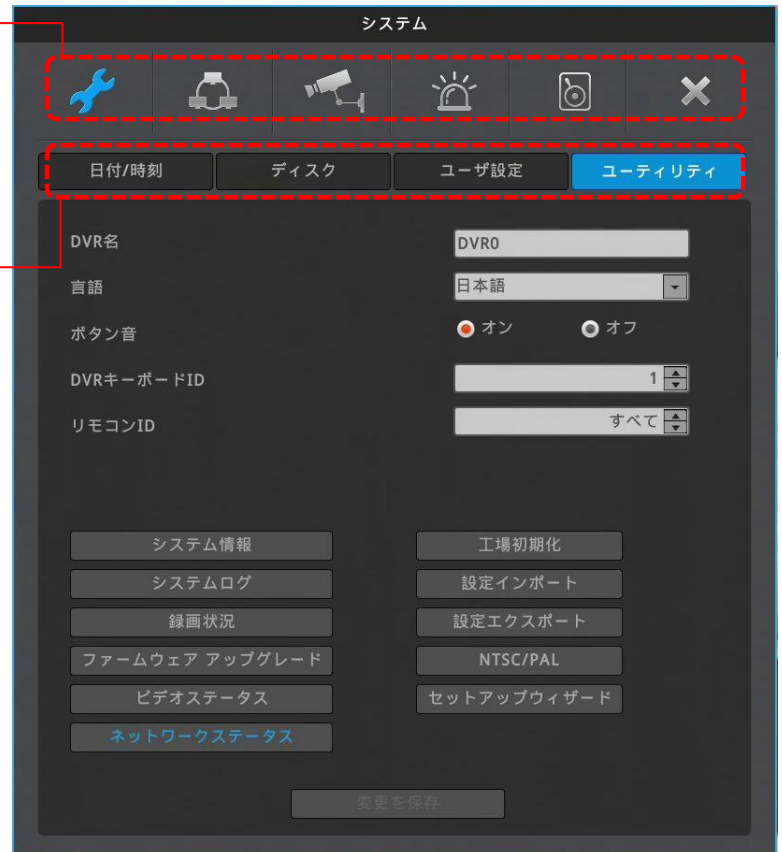 システム
日付/時刻 ディスク ユーザ設定 ユーティリティ
DVR名 DVR0
言語 日本語
ボタン音 オン オフ
DVRキーボードID 1
リモコンID すべて
システム情報 工場初期化
システムログ 設定インポート
録画状況 設定エクスポート
ファームウェア アップグレード NTSC/PAL
ビデオステータス セットアップウィザード
ネットワークステータス
変更を保存